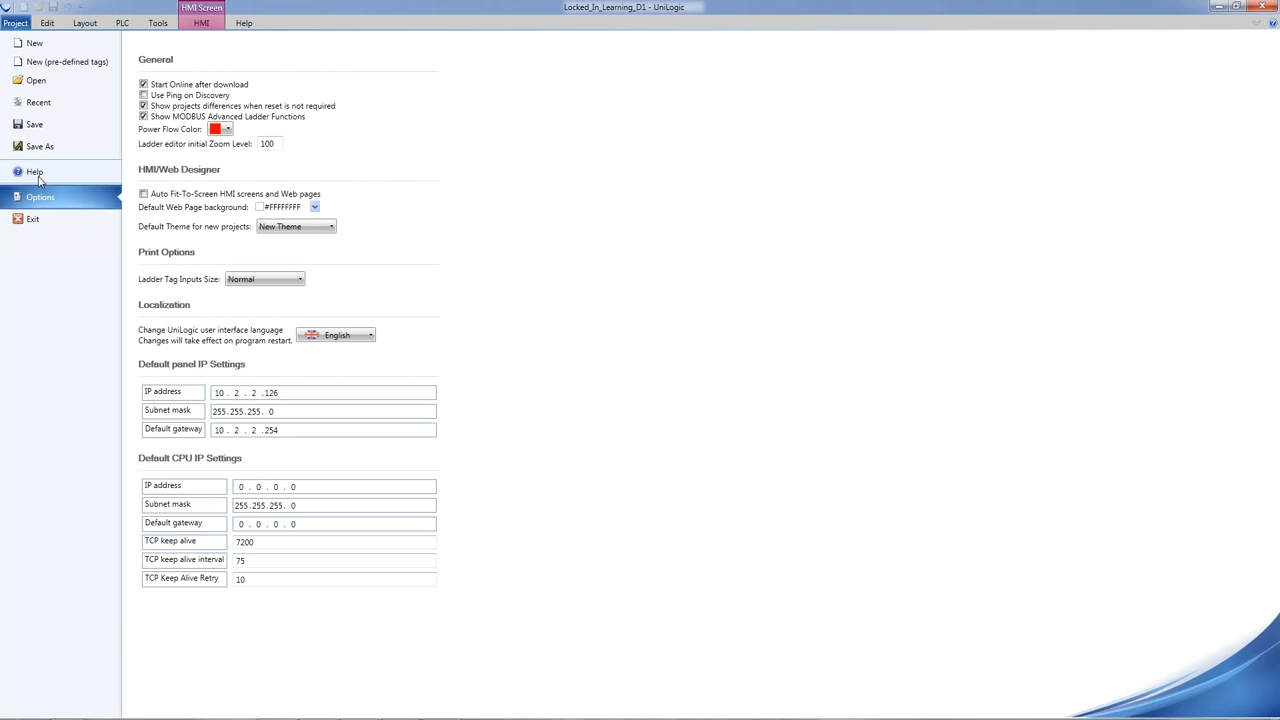 HMI Screen
Locked_In_Learning_D1 - UniLogic
Project Edit Layout PLC Tools HMI Help
New
New (pre-defined tags)
Open
Recent
Save
Save As
Help
Options
Exit
General
Start Online after download
Use Ping on Discovery
Show projects differences when reset is not required
Show MODBUS Advanced Ladder Functions
Power Flow Color:
Ladder editor initial Zoom Level: 100
HMI/Web Designer
Auto Fit-To-Screen HMI screens and Web pages
Default Web Page background: #FFFFFFFF
Default Theme for new projects: New Theme
Print Options
Ladder Tag Inputs Size: Normal
Localization
Change UniLogic user interface language
Changes will take effect on program restart. English
Default panel IP Settings
IP address 10 . 2 . 2 .126
Subnet mask 255.255.255. 0
Default gateway 10 . 2 . 2 .254
Default CPU IP Settings
IP address 0 . 0 . 0 . 0
Subnet mask 255.255.255. 0
Default gateway 0 . 0 . 0 . 0
TCP keep alive 7200
TCP keep alive interval 75
TCP Keep Alive Retry 10